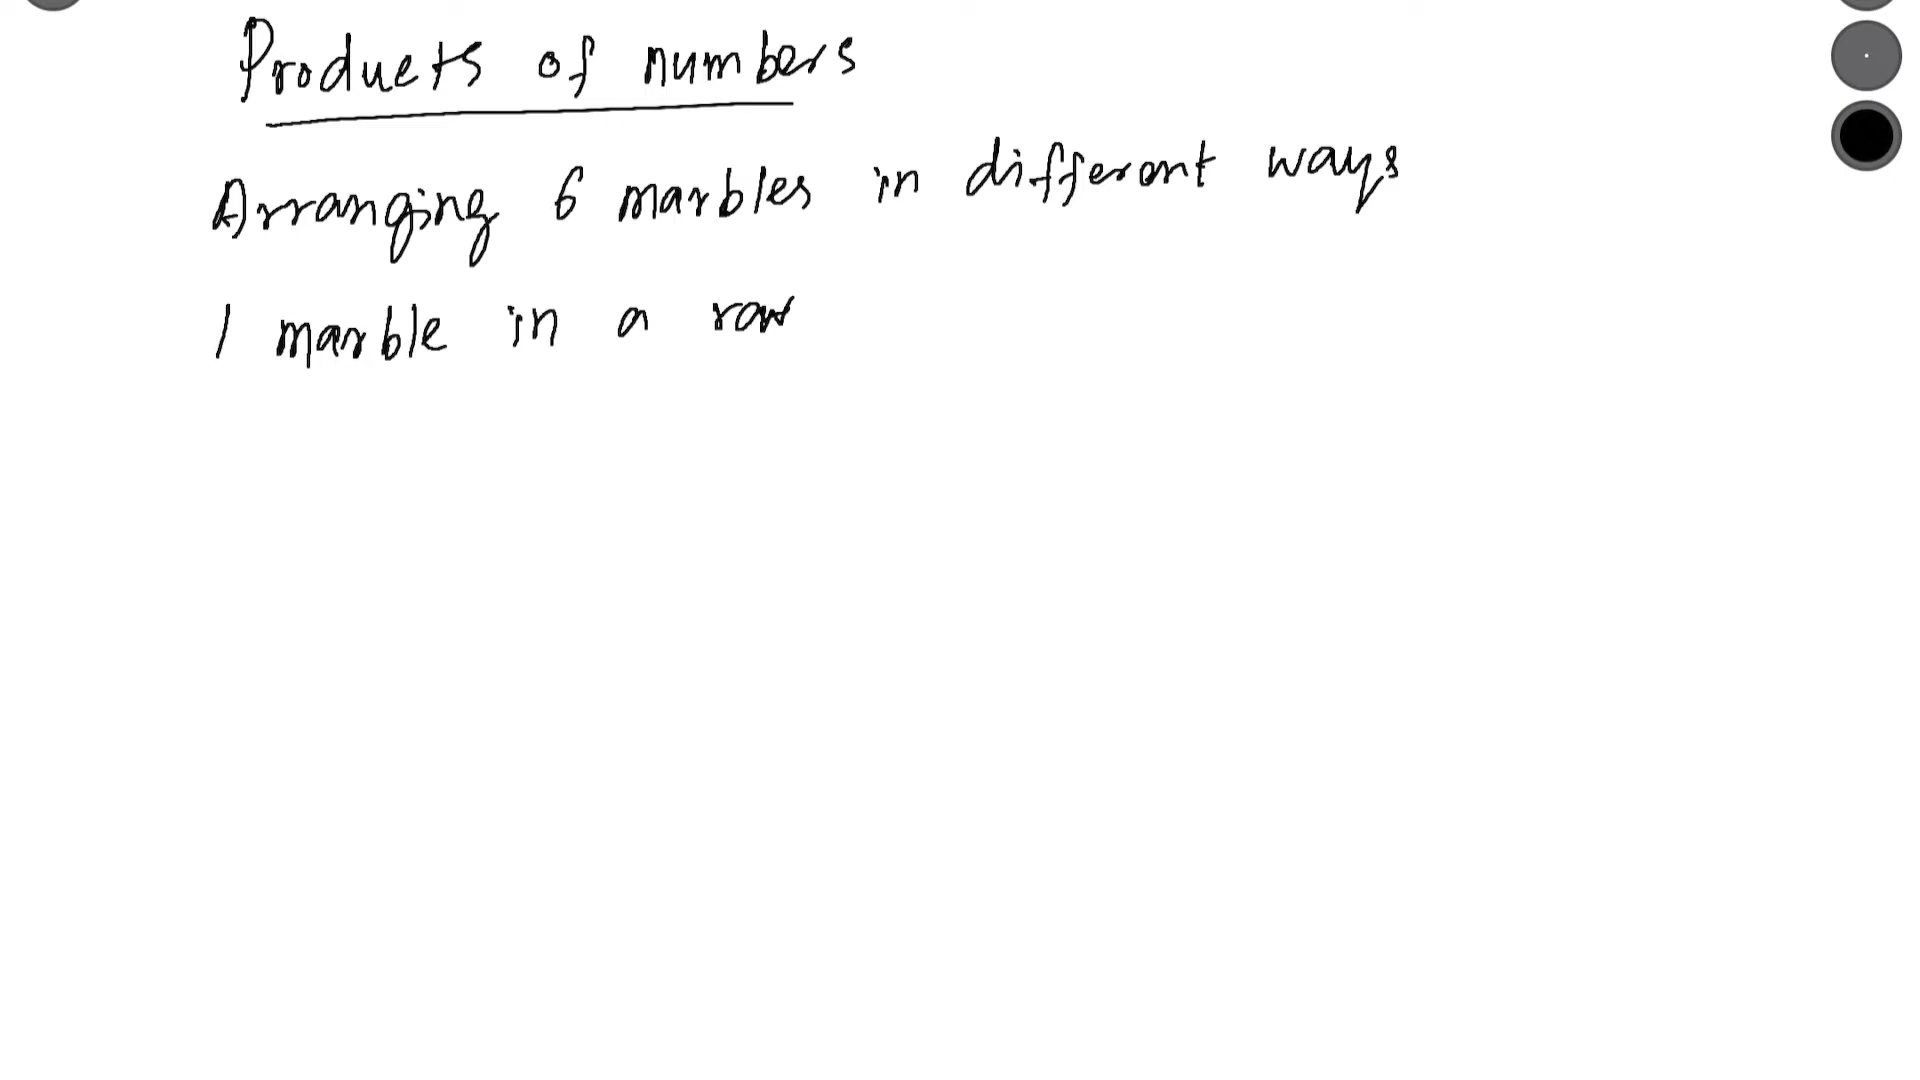 Products of numbers
Arranging 6 marbles in different ways
1 marble in a row